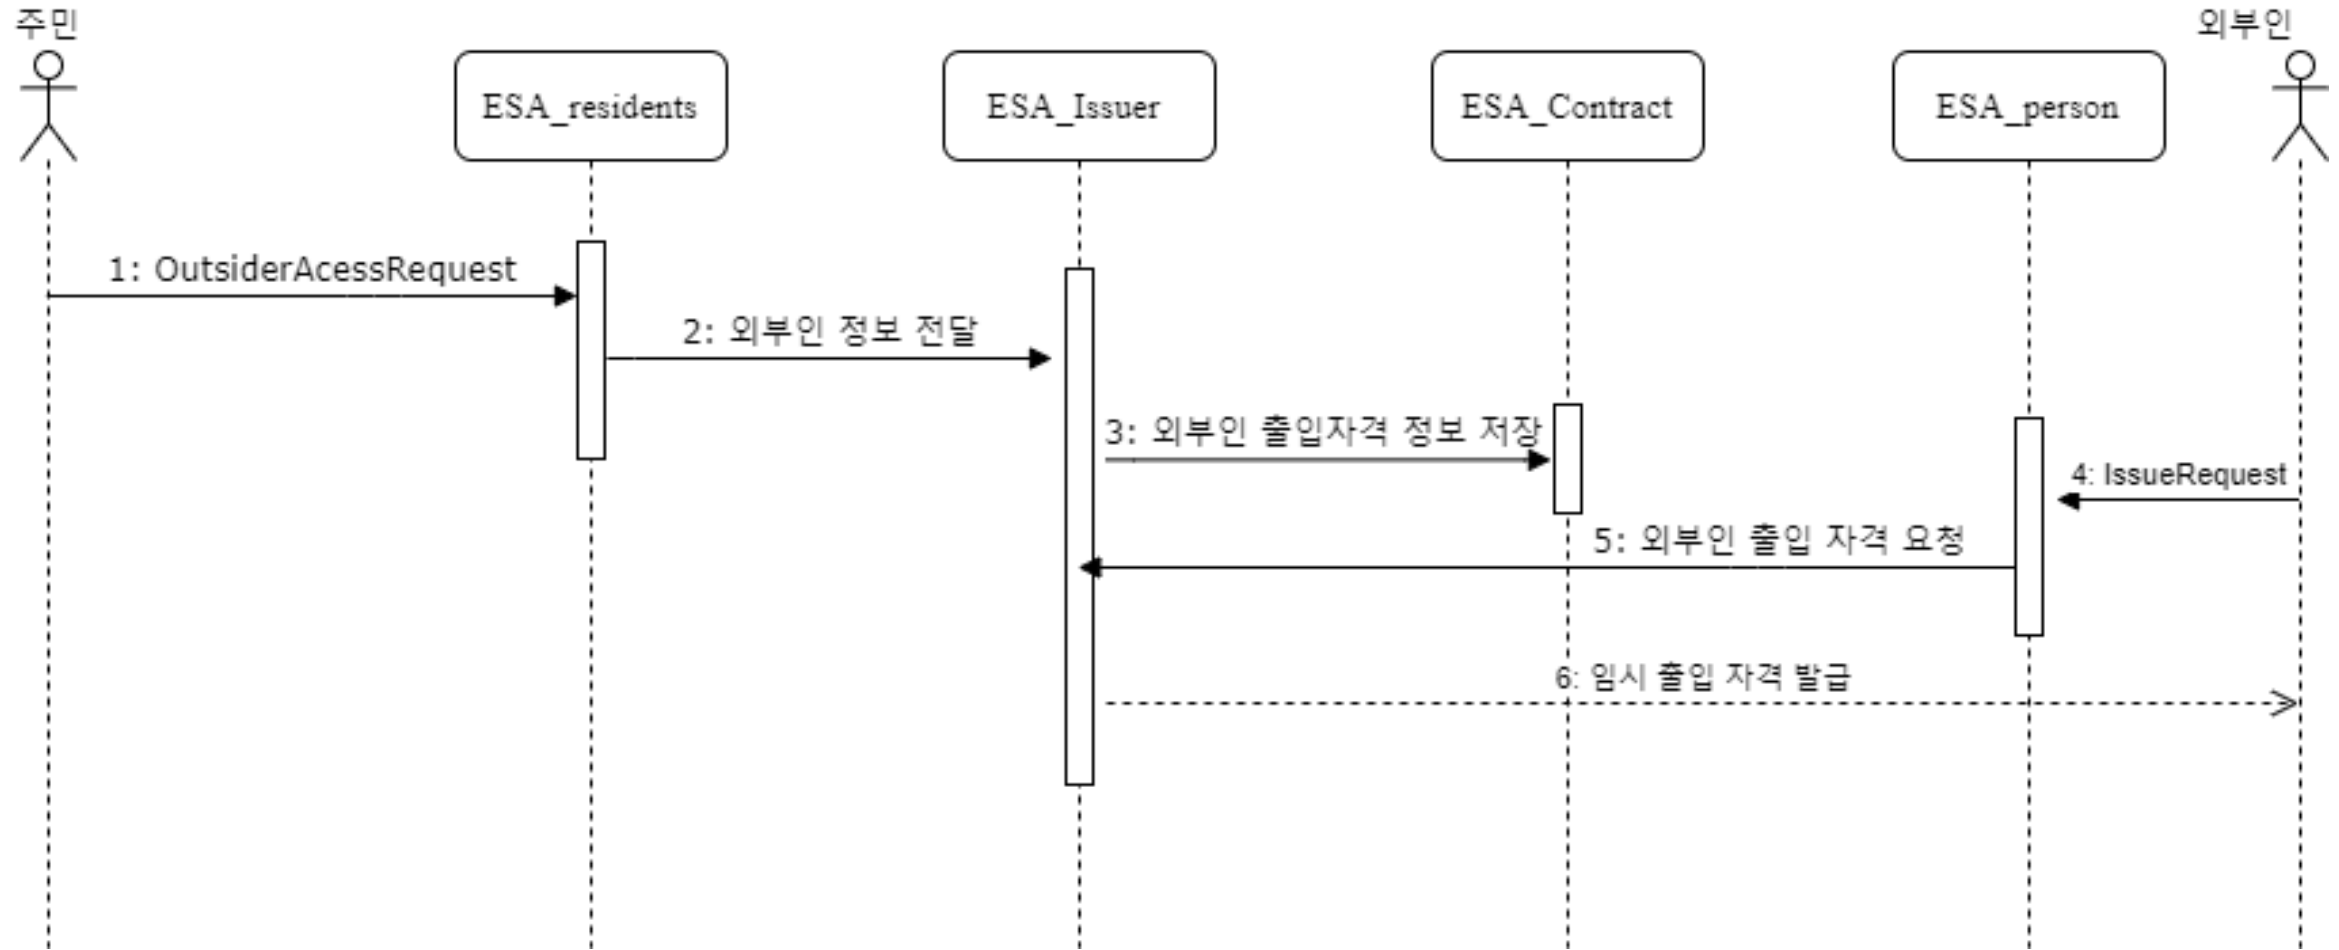 주민
외부인
ESA_residents
ESA_Issuer
ESA_Contract
ESA_person
1: OutsiderAcessRequest
2: 외부인 정보 전달
3: 외부인 출입자격 정보 저장
4: IssueRequest
5: 외부인 출입 자격 요청
6: 임시 출입 자격 발급